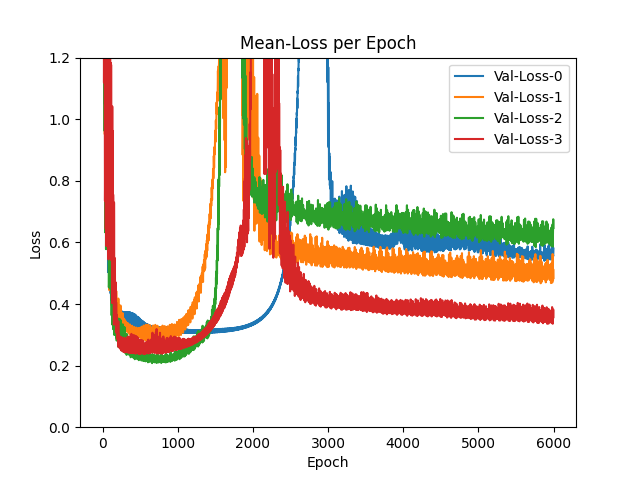 Mean-Loss per Epoch
1.2
1.0
0.8
0.6
0.4
0.2
0.0
Loss
0 1000 2000 3000 4000 5000 6000
Epoch
Val-Loss-0
Val-Loss-1
Val-Loss-2
Val-Loss-3